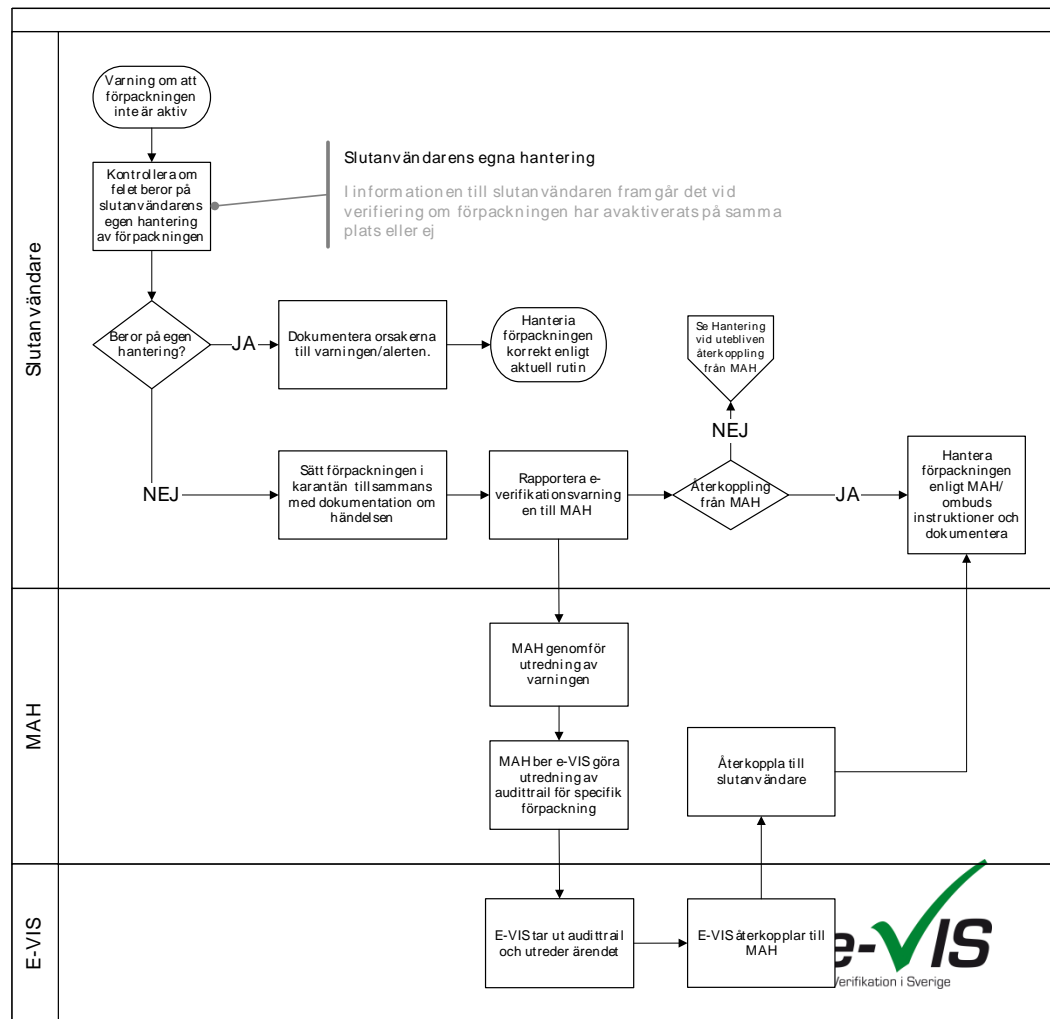 Slutanvändare
Varning om att
förpackningen
inte är aktiv
Kontrollera om
felet beror på
slutanvändarens
egen hantering
av förpackningen
Slutanvändarens egna hantering
I informationen till slutanvändaren framgår det vid
verifiering om förpackningen har avaktiverats på samma
plats eller ej
Beror på egen
hantering?
JA
Dokumentera orsakerna
till varningen/alerten.
Hanteria
förpackningen
korrekt enligt
aktuell rutin
Se Hantering
vid utebliven
återkoppling
från MAH
NEJ
NEJ
Sätt förpackningen i
karantän tillsammans
med dokumentation om
händelsen
Rapportera e-
verifikationsvarning
en till MAH
Återkoppling
från MAH
JA
Hantera
förpackningen
enligt MAH/
ombuds
instruktioner och
dokumentera
MAH
MAH genomför
utredning av
varningen
MAH ber e-VIS göra
utredning av
audittrail för specifik
förpackning
Återkoppla till
slutanvändare
E-VIS
E-VIS tar ut audittrail
och utreder ärendet
E-VIS återkopplar till
MAH
e-VIS
Verifikation i Sverige